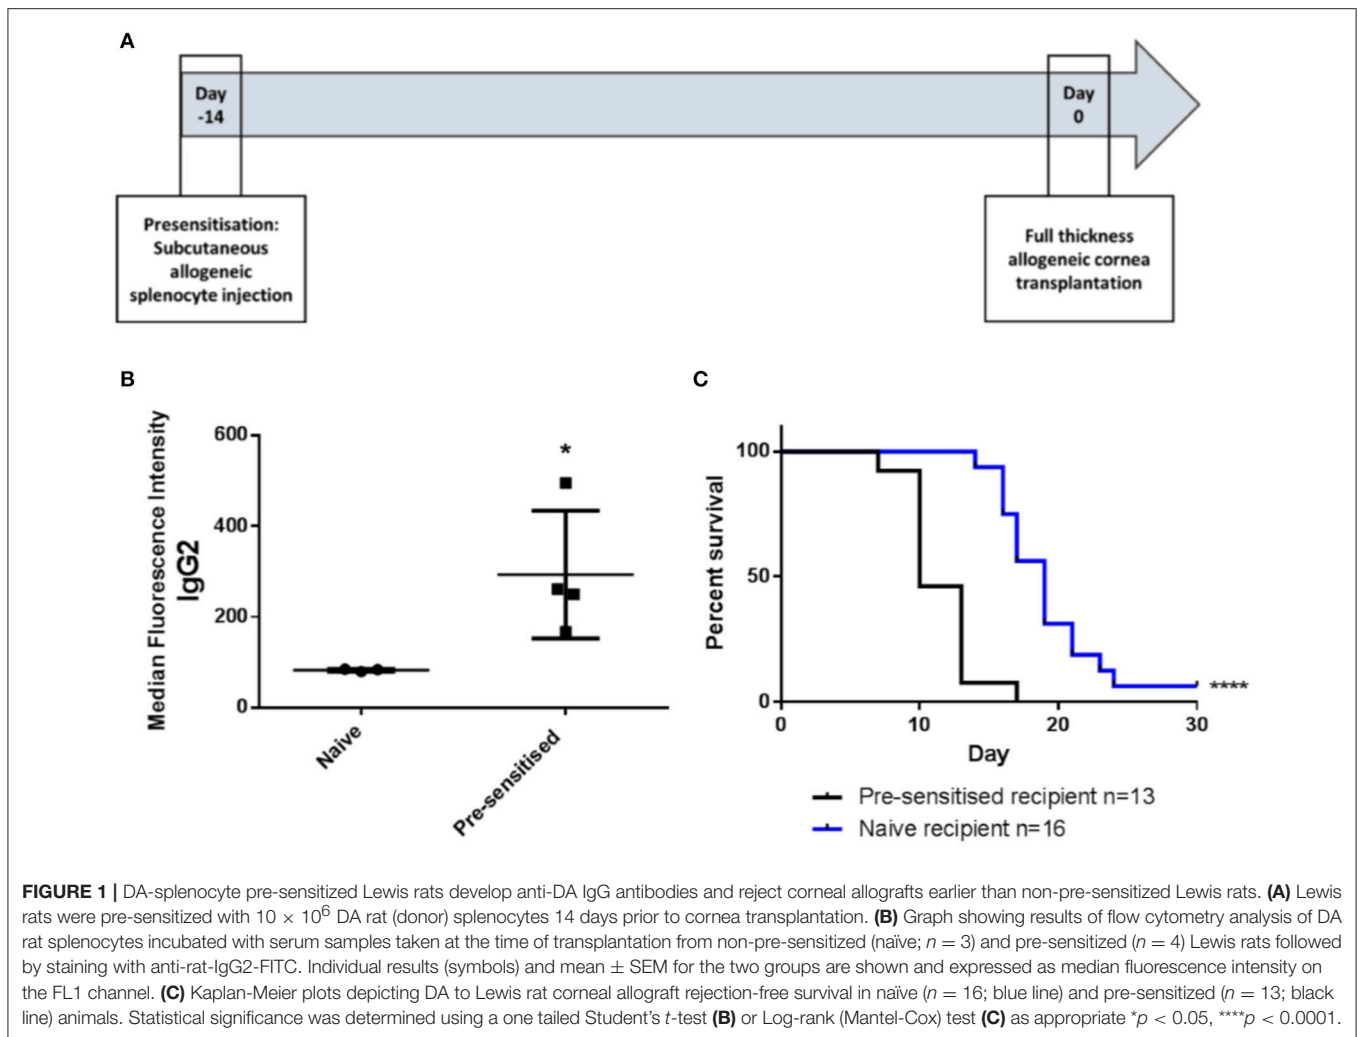 A
Day
-14
Day
0
Presensitisation:
Subcutaneous
allogeneic
splenocyte injection
Full thickness
allogeneic cornea
transplantation
B
Median Fluorescence Intensity
IgG2
600
400
200
0
*
Naive
Pre-sensitised
C
Percent survival
100
50
0
0 10 20 30
****
Day
Pre-sensitised recipient n=13
Naive recipient n=16
FIGURE 1 | DA-splenocyte pre-sensitized Lewis rats develop anti-DA IgG antibodies and reject corneal allografts earlier than non-pre-sensitized Lewis rats. (A) Lewis
rats were pre-sensitized with 10 × 10⁶ DA rat (donor) splenocytes 14 days prior to cornea transplantation. (B) Graph showing results of flow cytometry analysis of DA
rat splenocytes incubated with serum samples taken at the time of transplantation from non-pre-sensitized (naïve; n = 3) and pre-sensitized (n = 4) Lewis rats followed
by staining with anti-rat-IgG2-FITC. Individual results (symbols) and mean ± SEM for the two groups are shown and expressed as median fluorescence intensity on
the FL1 channel. (C) Kaplan-Meier plots depicting DA to Lewis rat corneal allograft rejection-free survival in naïve (n = 16; blue line) and pre-sensitized (n = 13; black
line) animals. Statistical significance was determined using a one tailed Student's t-test (B) or Log-rank (Mantel-Cox) test (C) as appropriate *p < 0.05, ****p < 0.0001.